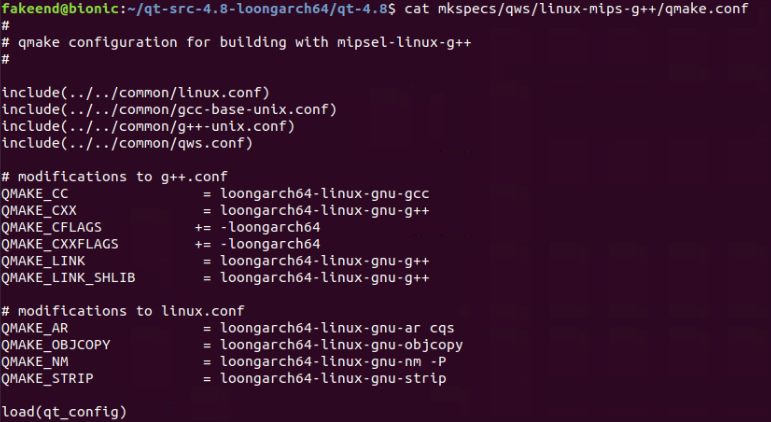 fakeend@bionic:~/qt-src-4.8-loongarch64/qt-4.8$ cat mkspecs/qws/linux-mips-g++/qmake.conf
#
# qmake configuration for building with mipsel-linux-g++
#
include(../../common/linux.conf)
include(../../common/gcc-base-unix.conf)
include(../../common/g++-unix.conf)
include(../../common/qws.conf)
# modifications to g++.conf
QMAKE_CC                = loongarch64-linux-gnu-gcc
QMAKE_CXX               = loongarch64-linux-gnu-g++
QMAKE_CFLAGS           += -loongarch64
QMAKE_CXXFLAGS         += -loongarch64
QMAKE_LINK              = loongarch64-linux-gnu-g++
QMAKE_LINK_SHLIB        = loongarch64-linux-gnu-g++
# modifications to linux.conf
QMAKE_AR                = loongarch64-linux-gnu-ar cqs
QMAKE_OBJCOPY           = loongarch64-linux-gnu-objcopy
QMAKE_NM                = loongarch64-linux-gnu-nm -P
QMAKE_STRIP             = loongarch64-linux-gnu-strip
load(qt_config)